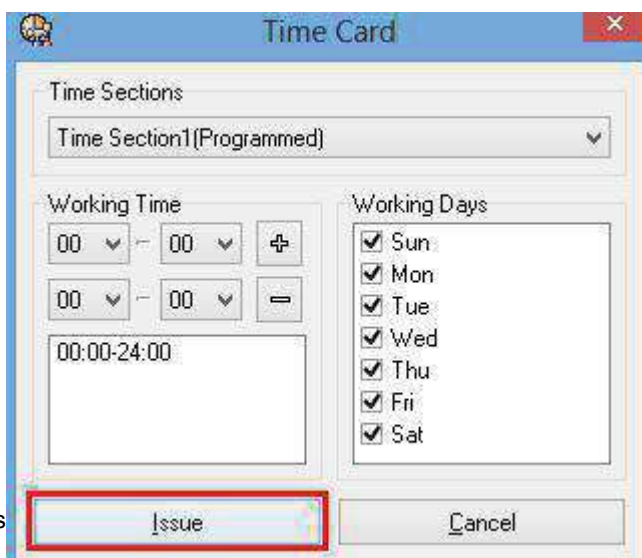 Time Card
Time Sections
Time Section1(Programmed)
Working Time
00 - 00
00 - 00
00:00-24:00
Working Days
Sun
Mon
Tue
Wed
Thu
Fri
Sat
s
Issue
Cancel